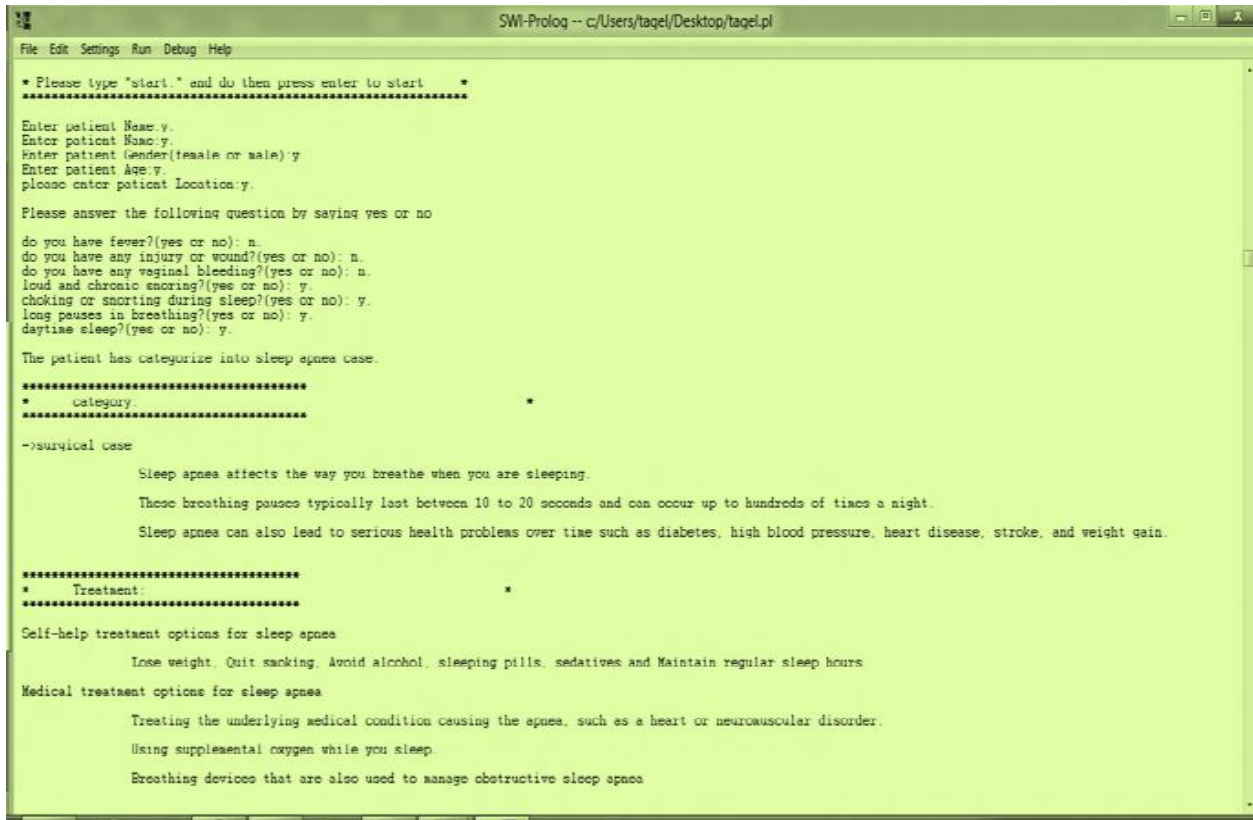 SWI-Prolog -- c:/Users/tagel/Desktop/tagel.pl
File Edit Settings Run Debug Help
* Please type "start." and do then press enter to start *
**************************************************************
Enter patient Name:y.
Enter patient Name:y.
Enter patient Gender(female or male):y
Enter patient Age:y.
please enter patient Location:y.
Please answer the following question by saying yes or no
do you have fever?(yes or no): n.
do you have any injury or wound?(yes or no): n.
do you have any vaginal bleeding?(yes or no): n.
loud and chronic snoring?(yes or no): y.
choking or snorting during sleep?(yes or no): y.
long pauses in breathing?(yes or no): y.
daytime sleep?(yes or no): y.
The patient has categorize into sleep apnea case.
***************************************
* category: *
***************************************
->surgical case
Sleep apnea affects the way you breathe when you are sleeping.
These breathing pauses typically last between 10 to 20 seconds and can occur up to hundreds of times a night.
Sleep apnea can also lead to serious health problems over time such as diabetes, high blood pressure, heart disease, stroke, and weight gain.
**************************************
* Treatment: *
**************************************
Self-help treatment options for sleep apnea
Lose weight, Quit smoking, Avoid alcohol, sleeping pills, sedatives and Maintain regular sleep hours
Medical treatment options for sleep apnea
Treating the underlying medical condition causing the apnea, such as a heart or neuromuscular disorder.
Using supplemental oxygen while you sleep.
Breathing devices that are also used to manage obstructive sleep apnea